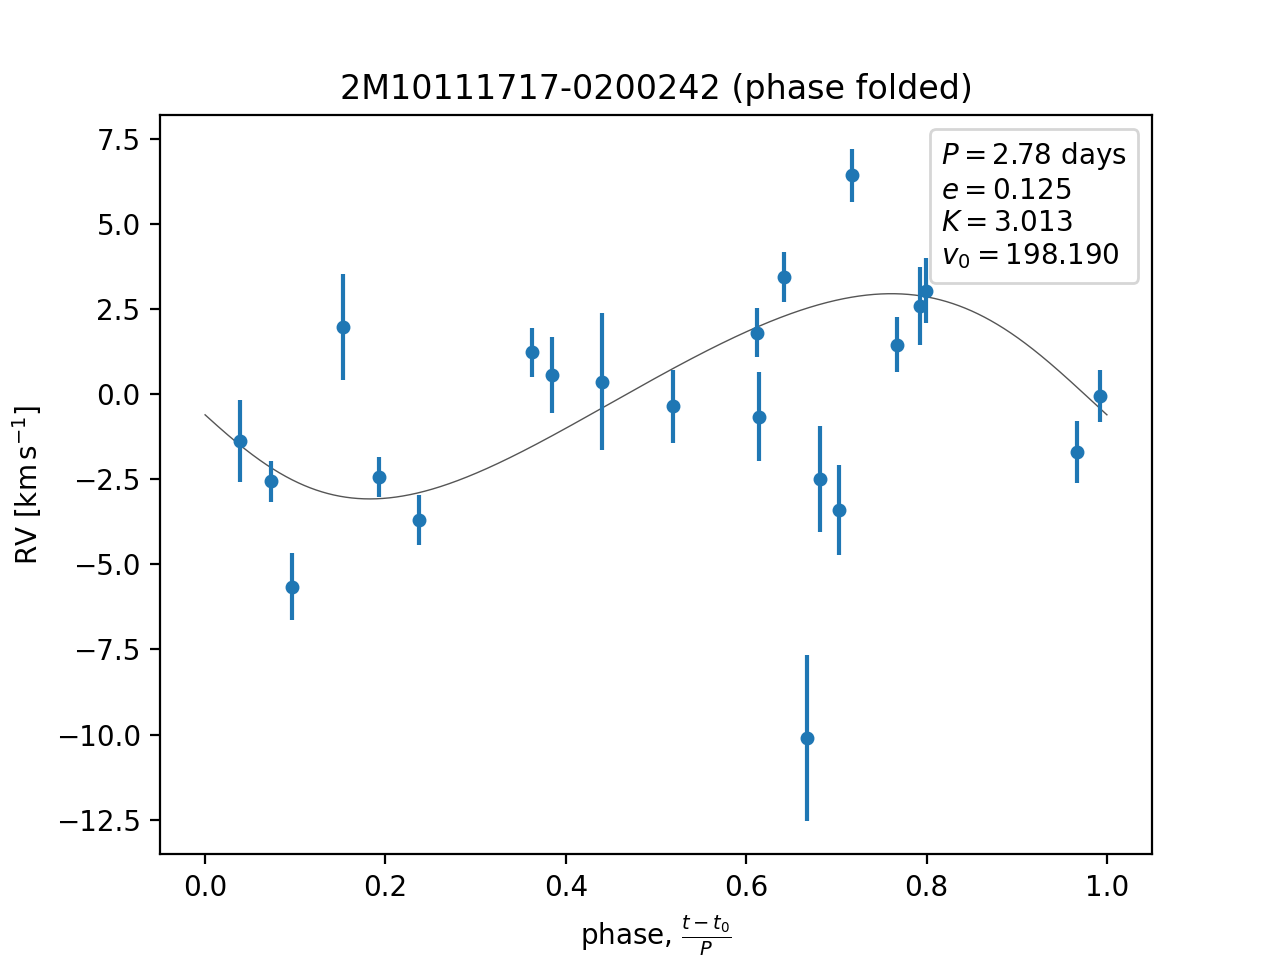 2M10111717-0200242 (phase folded)
P = 2.78 days
e = 0.125
K = 3.013
v₀ = 198.190
7.5
5.0
2.5
0.0
−2.5
−5.0
−7.5
−10.0
−12.5
RV [km s⁻¹]
0.0 0.2 0.4 0.6 0.8 1.0
phase, (t − t₀)/P